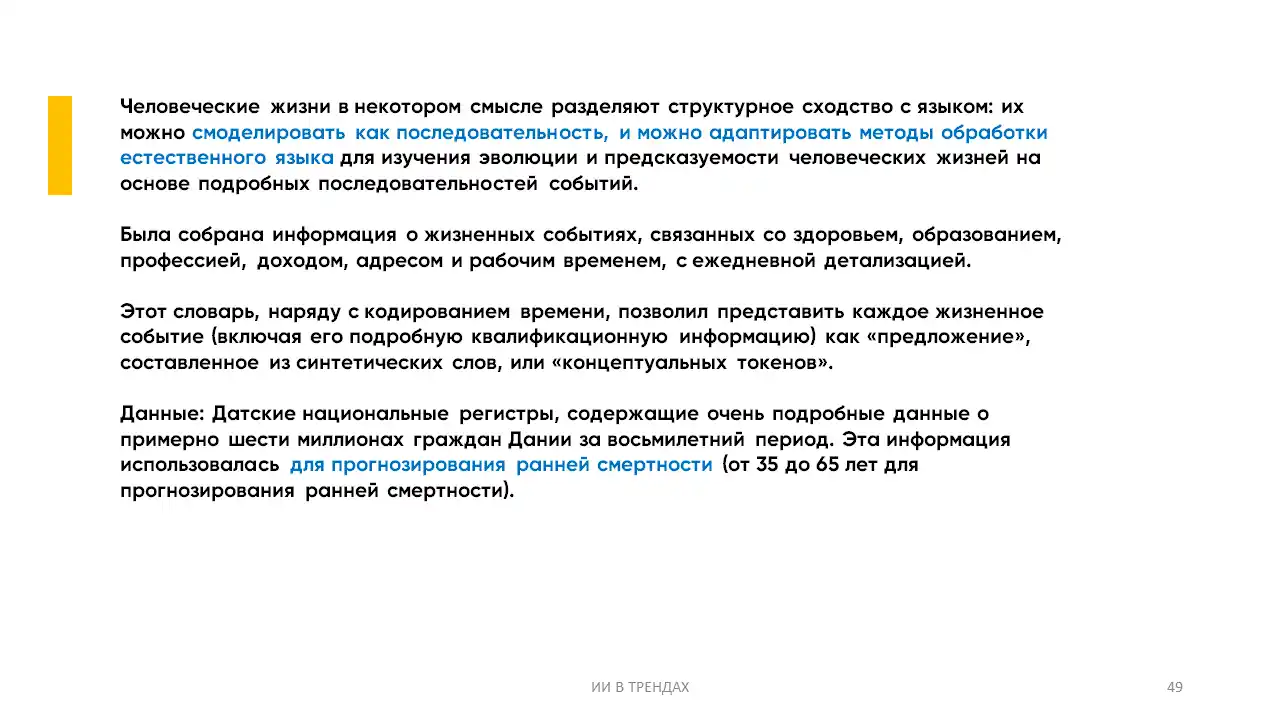 Человеческие жизни в некотором смысле разделяют структурное сходство с языком: их
можно смоделировать как последовательность, и можно адаптировать методы обработки
естественного языка для изучения эволюции и предсказуемости человеческих жизней на
основе подробных последовательностей событий.
Была собрана информация о жизненных событиях, связанных со здоровьем, образованием,
профессией, доходом, адресом и рабочим временем, с ежедневной детализацией.
Этот словарь, наряду с кодированием времени, позволил представить каждое жизненное
событие (включая его подробную квалификационную информацию) как «предложение»,
составленное из синтетических слов, или «концептуальных токенов».
Данные: Датские национальные регистры, содержащие очень подробные данные о
примерно шести миллионах граждан Дании за восьмилетний период. Эта информация
использовалась для прогнозирования ранней смертности (от 35 до 65 лет для
прогнозирования ранней смертности).
ИИ В ТРЕНДАХ
49